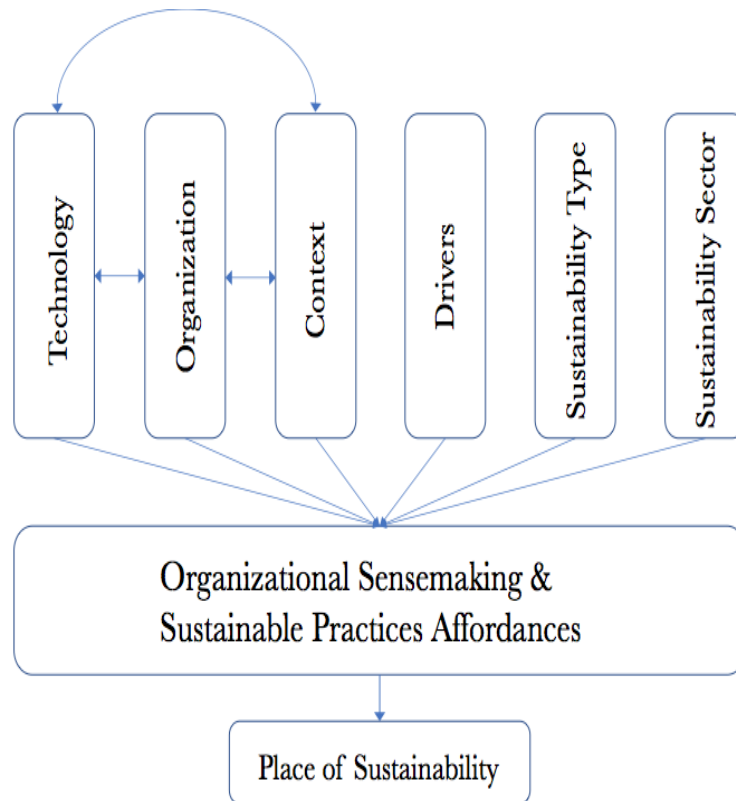 Technology
Organization
Context
Drivers
Sustainability Type
Sustainability Sector
Organizational Sensemaking &
Sustainable Practices Affordances
Place of Sustainability